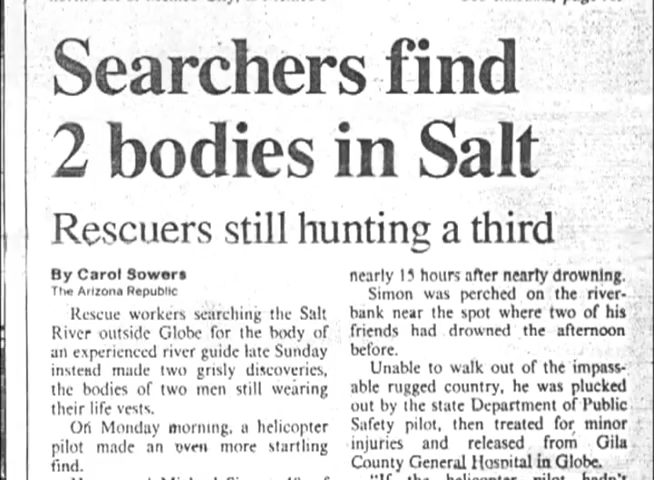 Searchers find
2 bodies in Salt
Rescuers still hunting a third
By Carol Sowers
The Arizona Republic
Rescue workers searching the Salt
River outside Globe for the body of
an experienced river guide late Sunday
instead made two grisly discoveries,
the bodies of two men still wearing
their life vests.
On Monday morning, a helicopter
pilot made an even more startling
find.
nearly 15 hours after nearly drowning.
Simon was perched on the river-
bank near the spot where two of his
friends had drowned the afternoon
before.
Unable to walk out of the impass-
able rugged country, he was plucked
out by the state Department of Public
Safety pilot, then treated for minor
injuries and released from Gila
County General Hospital in Globe.
"If the helicopter pilot hadn't